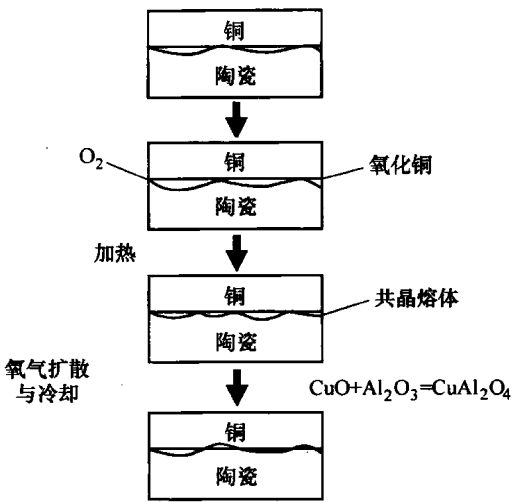 铜
陶瓷
O₂
铜
氧化铜
陶瓷
加热
铜
共晶熔体
陶瓷
氧气扩散
与冷却
CuO+Al₂O₃=CuAl₂O₄
铜
陶瓷